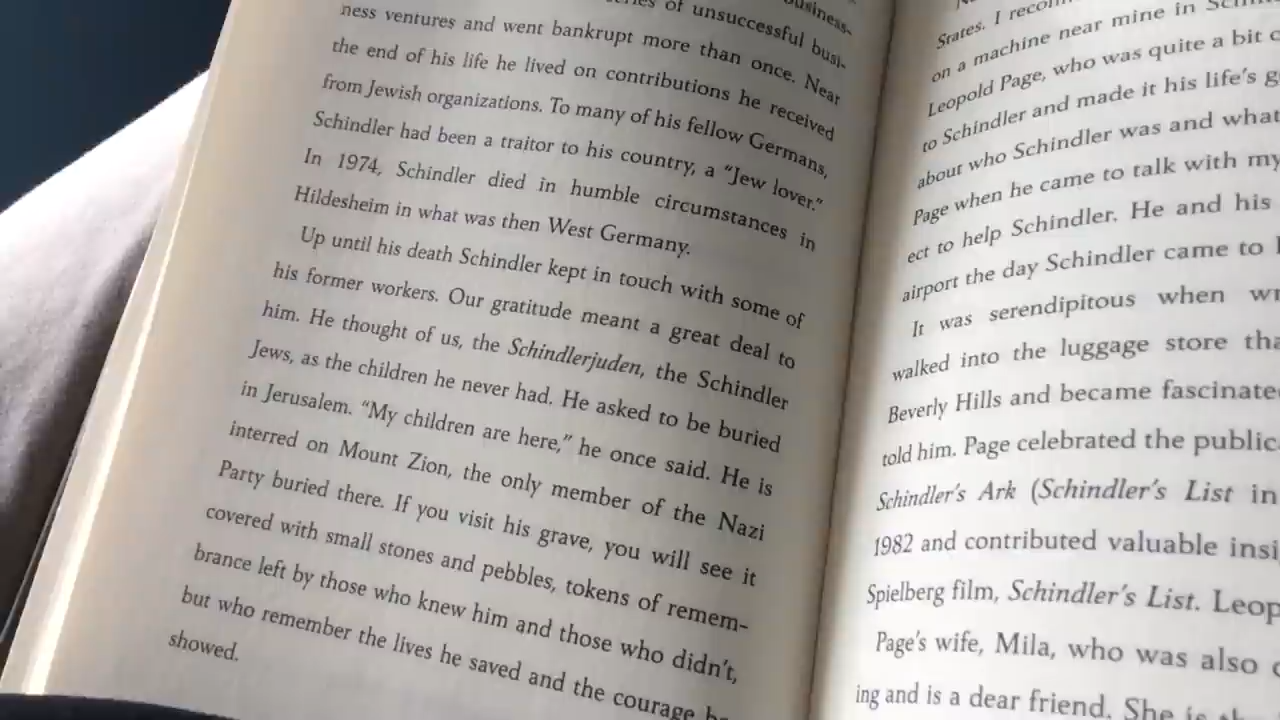 business-
series of unsuccessful busi-
ness ventures and went bankrupt more than once. Near
the end of his life he lived on contributions he received
from Jewish organizations. To many of his fellow Germans,
Schindler had been a traitor to his country, a “Jew lover.”
In 1974, Schindler died in humble circumstances in
Hildesheim in what was then West Germany.
Up until his death Schindler kept in touch with some of
his former workers. Our gratitude meant a great deal to
him. He thought of us, the Schindlerjuden, the Schindler
Jews, as the children he never had. He asked to be buried
in Jerusalem. “My children are here,” he once said. He is
interred on Mount Zion, the only member of the Nazi
Party buried there. If you visit his grave, you will see it
covered with small stones and pebbles, tokens of remem-
brance left by those who knew him and those who didn’t,
but who remember the lives he saved and the courage he
showed.
States. I
on a machine near mine in
Leopold Page, who was quite a bit
to Schindler and made it his life’s
about who Schindler was and what
Page when he came to talk with my
ect to help Schindler. He and his
airport the day Schindler came to
It was serendipitous when
walked into the luggage store
Beverly Hills and became
told him. Page celebrated the
Schindler’s Ark (Schindler’s List in
1982 and contributed valuable
Spielberg film, Schindler’s List.
Page’s wife, Mila, who was also
ing and is a dear friend. She is